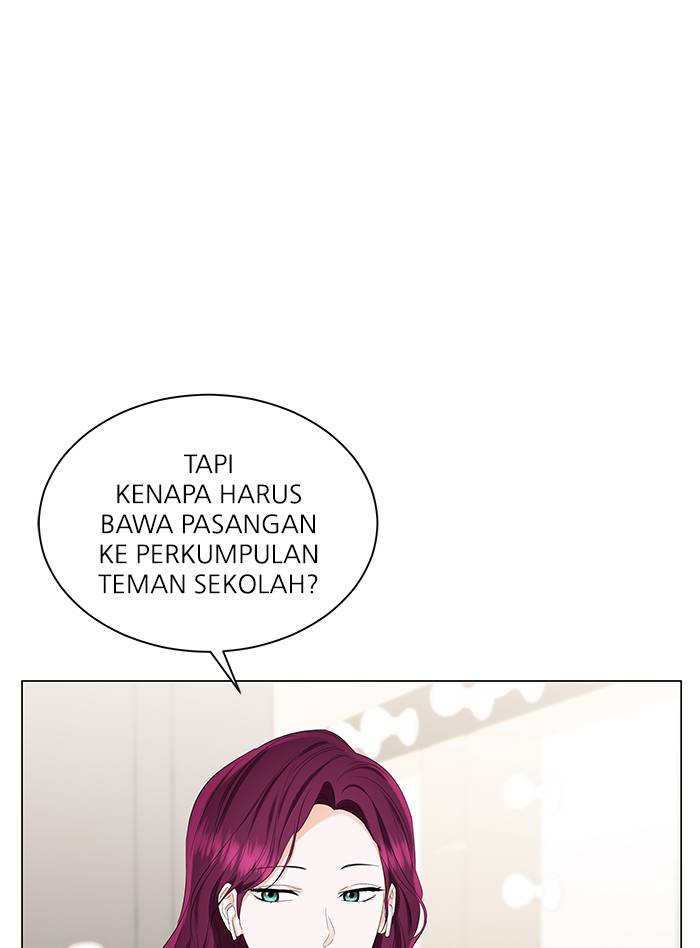 TAPI
KENAPA HARUS
BAWA PASANGAN
KE PERKUMPULAN
TEMAN SEKOLAH?